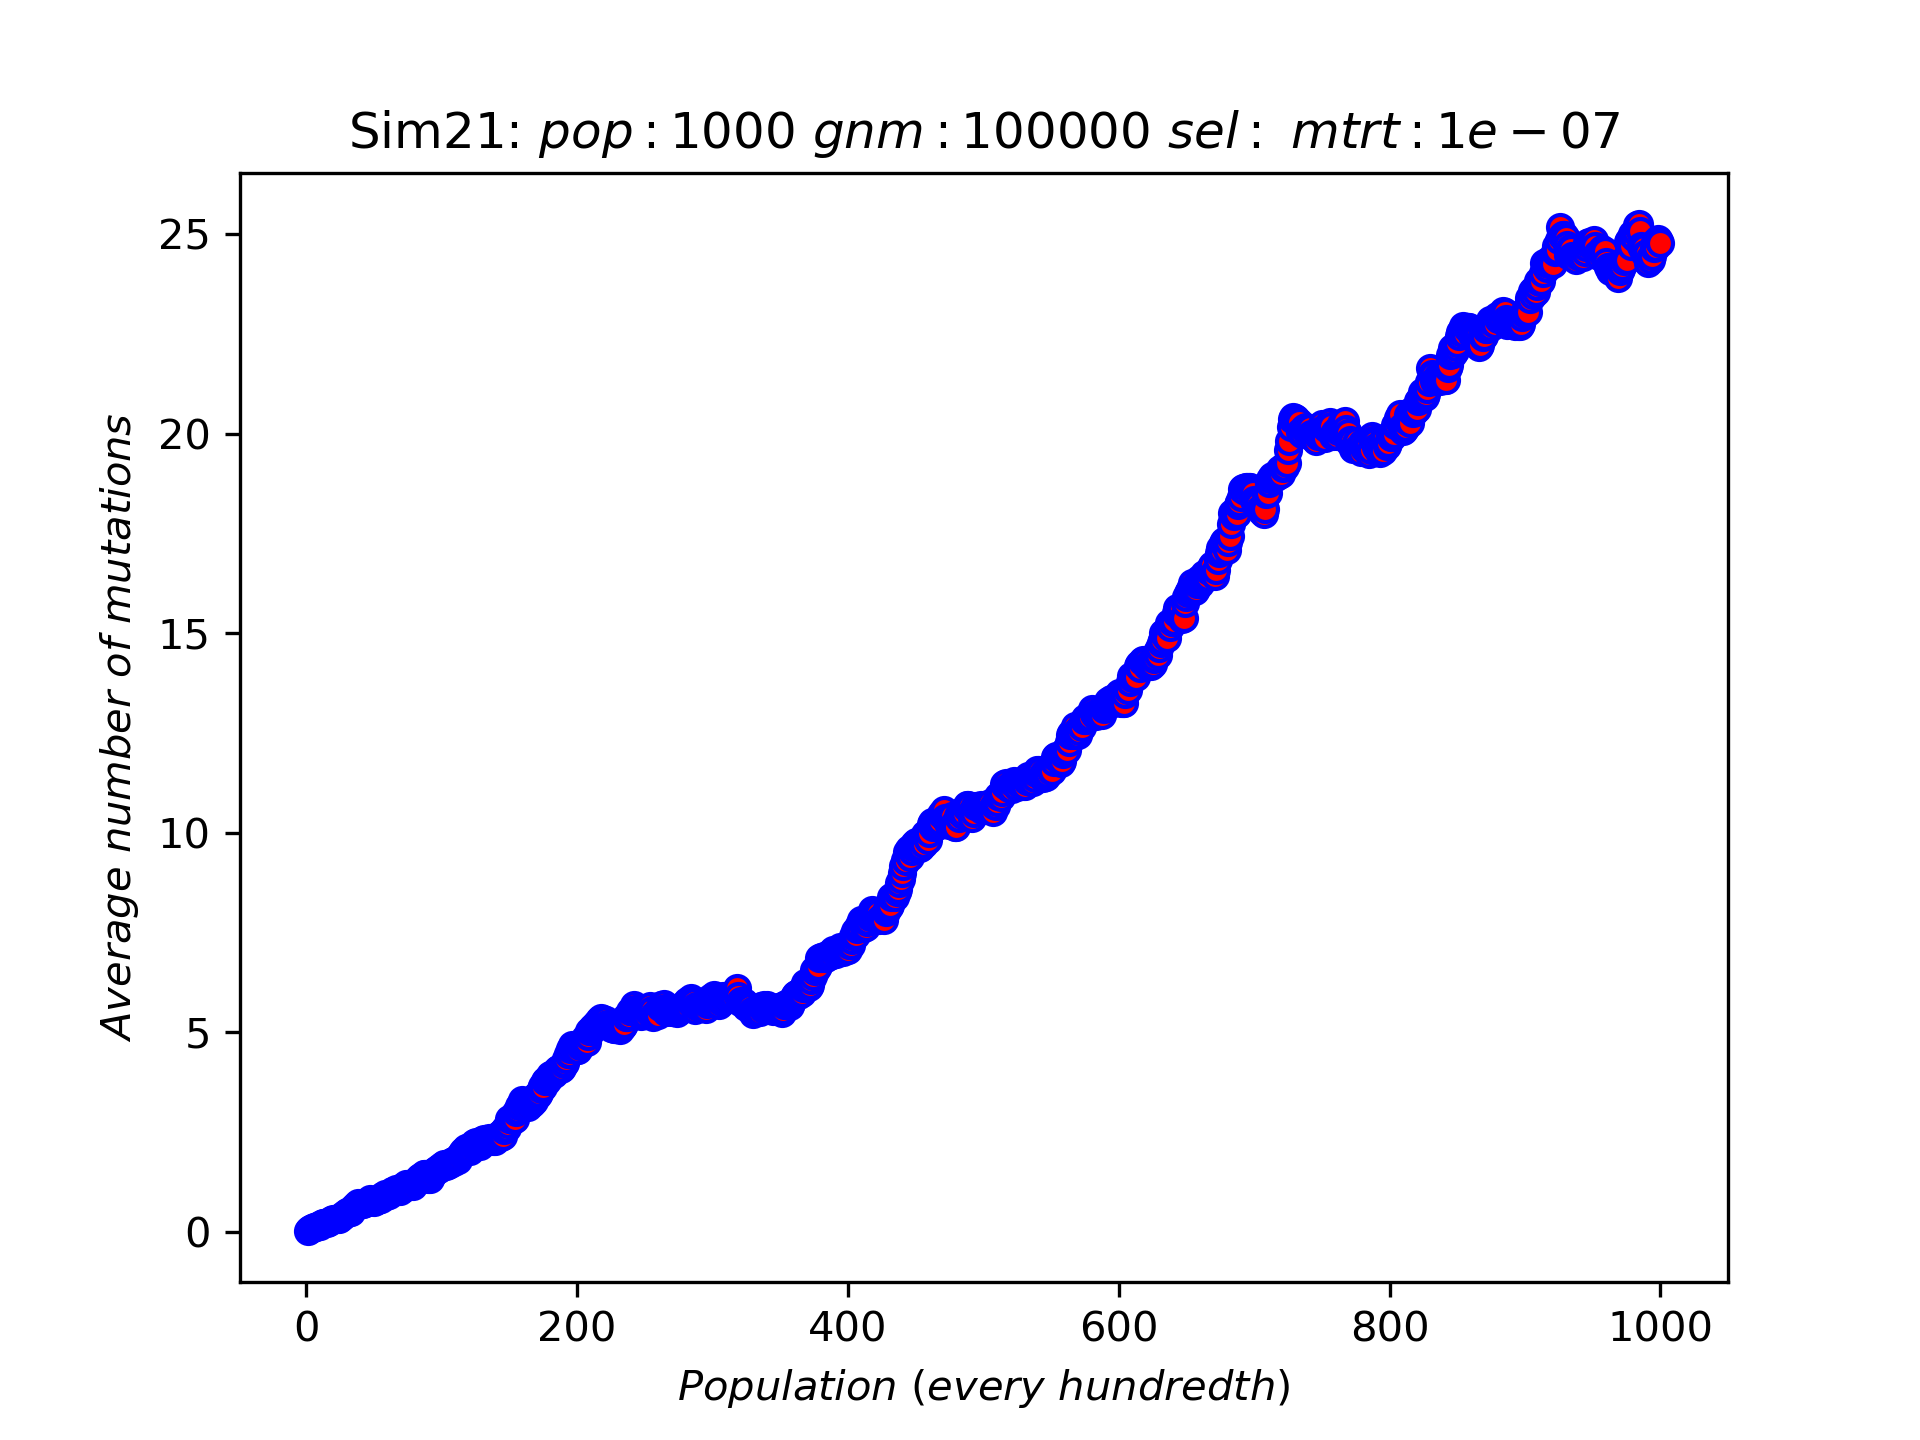 Sim21: pop : 1000 gnm : 100000 sel : mtrt : 1e − 07
25
20
15
10
5
0
Average number of mutations
0 200 400 600 800 1000
Population (every hundredth)